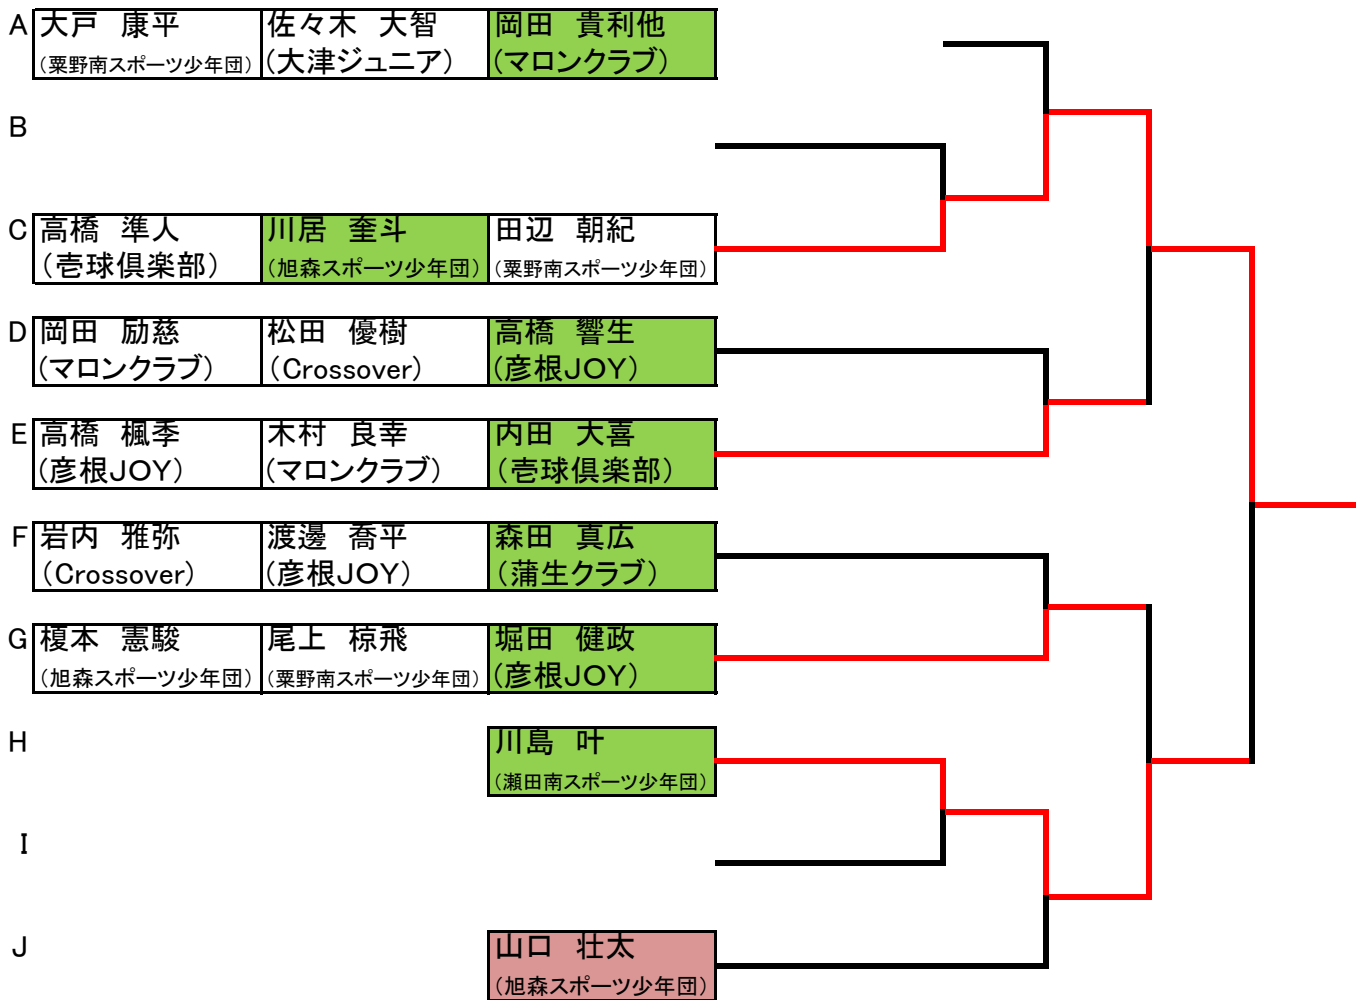 A 大戸 康平 佐々木 大智 岡田 貴利他
(粟野南スポーツ少年団) (大津ジュニア) (マロンクラブ)
B
C 高橋 準人 川居 奎斗 田辺 朝紀
(壱球倶楽部) (旭森スポーツ少年団) (粟野南スポーツ少年団)
D 岡田 励慈 松田 優樹 高橋 響生
(マロンクラブ) (Crossover) (彦根JOY)
E 高橋 楓季 木村 良幸 内田 大喜
(彦根JOY) (マロンクラブ) (壱球倶楽部)
F 岩内 雅弥 渡邊 喬平 森田 真広
(Crossover) (彦根JOY) (蒲生クラブ)
G 榎本 憲駿 尾上 椋飛 堀田 健政
(旭森スポーツ少年団) (粟野南スポーツ少年団) (彦根JOY)
H 川島 叶
(瀬田南スポーツ少年団)
I
J 山口 壮太
(旭森スポーツ少年団)